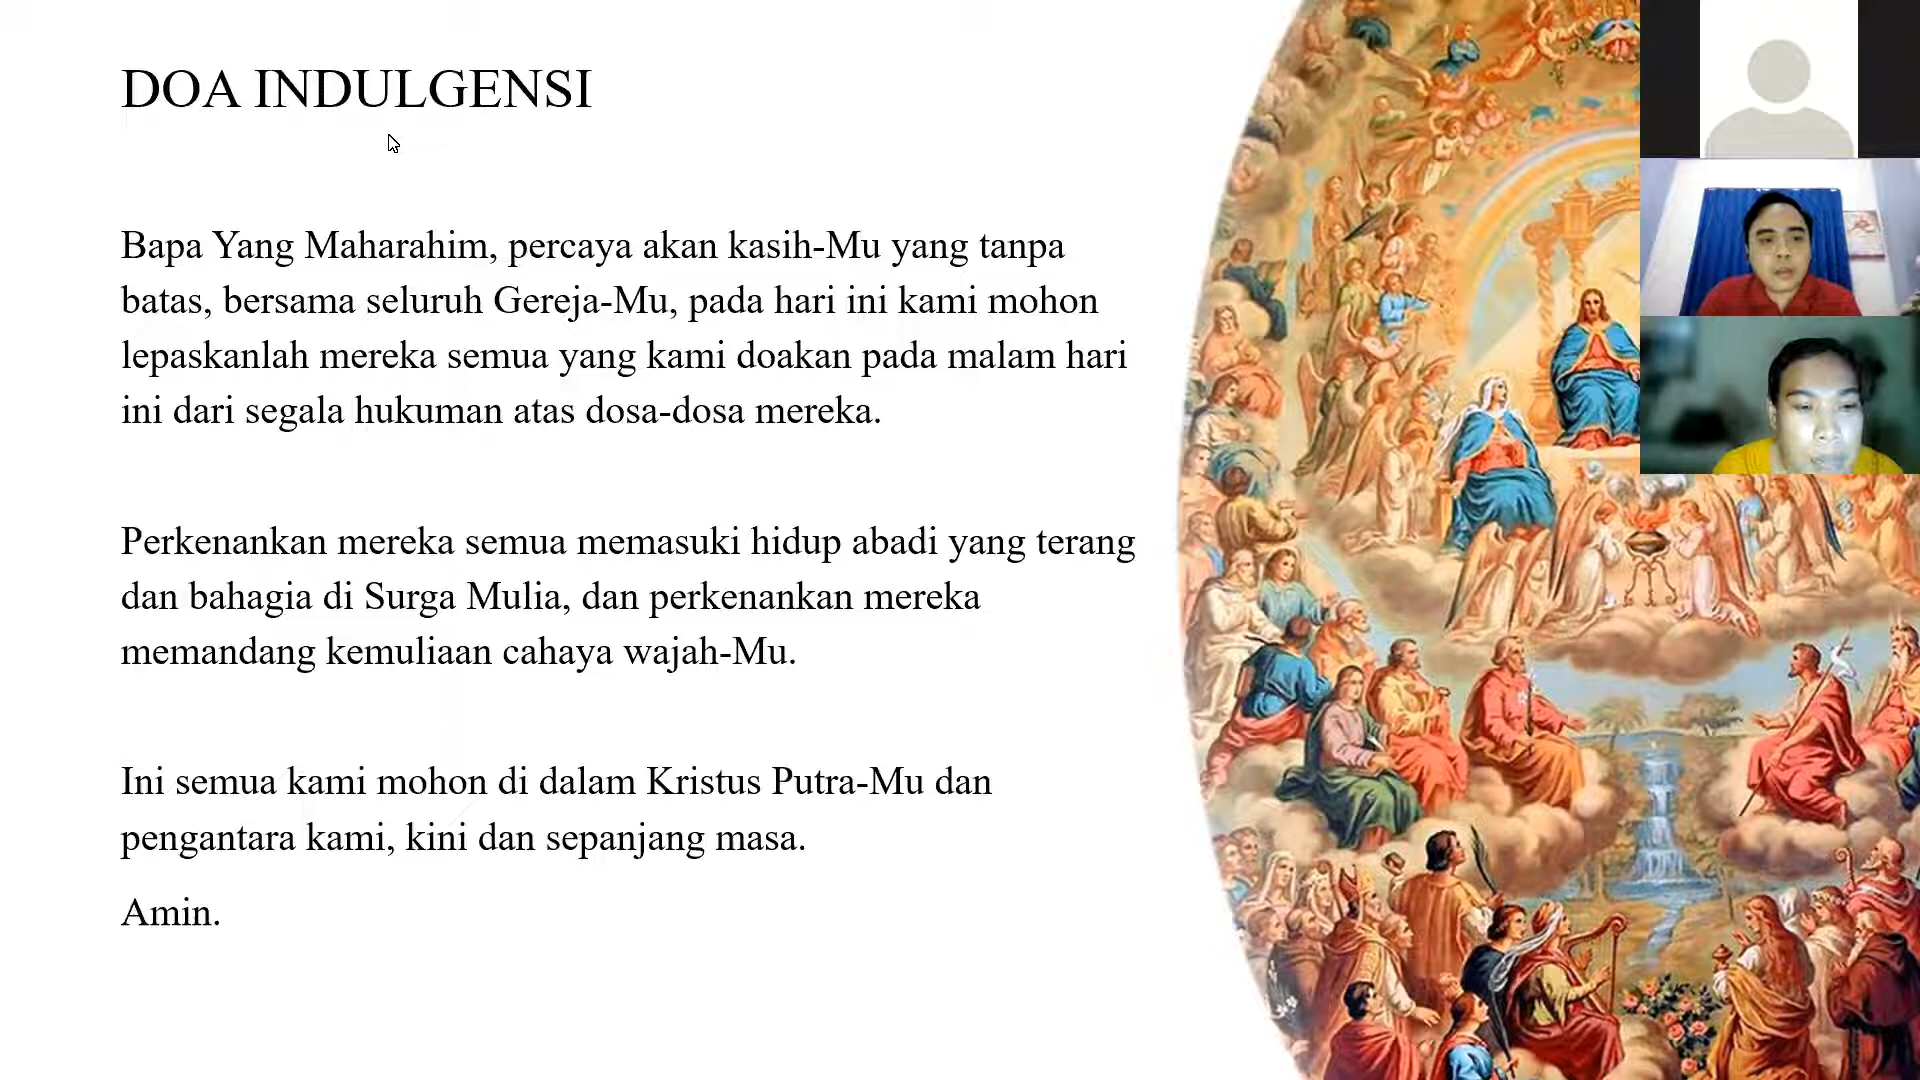 DOA INDULGENSI
Bapa Yang Maharahim, percaya akan kasih-Mu yang tanpa
batas, bersama seluruh Gereja-Mu, pada hari ini kami mohon
lepaskanlah mereka semua yang kami doakan pada malam hari
ini dari segala hukuman atas dosa-dosa mereka.
Perkenankan mereka semua memasuki hidup abadi yang terang
dan bahagia di Surga Mulia, dan perkenankan mereka
memandang kemuliaan cahaya wajah-Mu.
Ini semua kami mohon di dalam Kristus Putra-Mu dan
pengantara kami, kini dan sepanjang masa.
Amin.